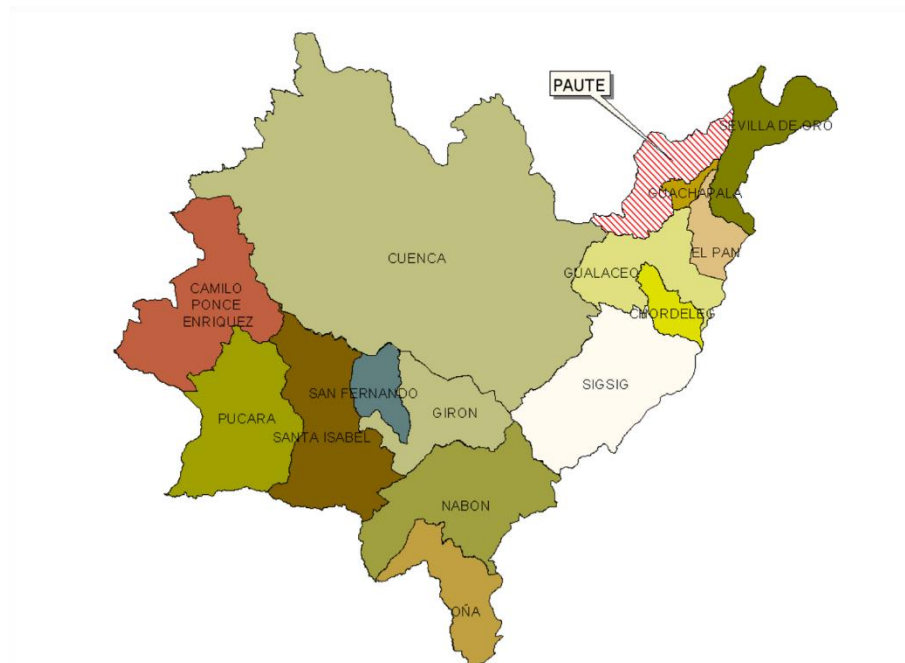 PAUTE
SEVILLA DE ORO
GUACHAPALA
EL PAN
CUENCA
GUALACEO
CAMILO
PONCE
ENRIQUEZ
CHORDELEG
SAN FERNANDO
SIGSIG
GIRON
PUCARA
SANTA ISABEL
NABON
OÑA